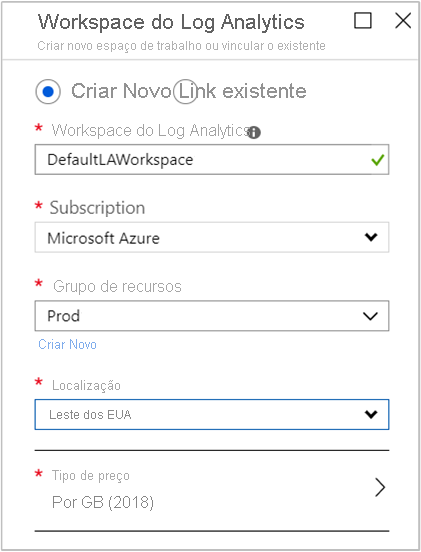 Workspace do Log Analytics
Criar novo espaço de trabalho ou vincular o existente
Criar Novo Link existente
* Workspace do Log Analytics
DefaultLAWorkspace
* Subscription
Microsoft Azure
* Grupo de recursos
Prod
Criar Novo
* Localização
Leste dos EUA
* Tipo de preço
Por GB (2018)